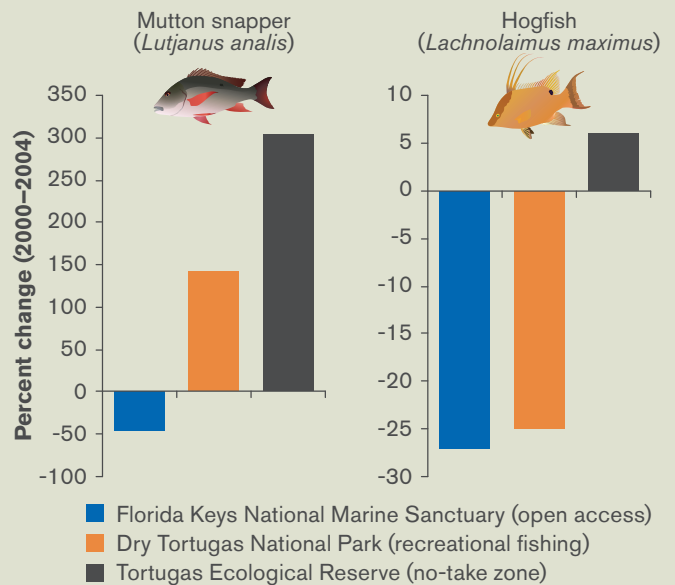 Mutton snapper
(Lutjanus analis)
Hogfish
(Lachnolaimus maximus)
Percent change (2000–2004)
350
300
250
200
150
100
50
0
-50
-100
10
5
0
-5
-10
-15
-20
-25
-30
Florida Keys National Marine Sanctuary (open access)
Dry Tortugas National Park (recreational fishing)
Tortugas Ecological Reserve (no-take zone)